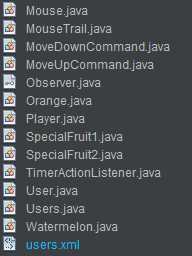 Mouse.java
MouseTrail.java
MoveDownCommand.java
MoveUpCommand.java
Observer.java
Orange.java
Player.java
SpecialFruit1.java
SpecialFruit2.java
TimerActionListener.java
User.java
Users.java
Watermelon.java
users.xml